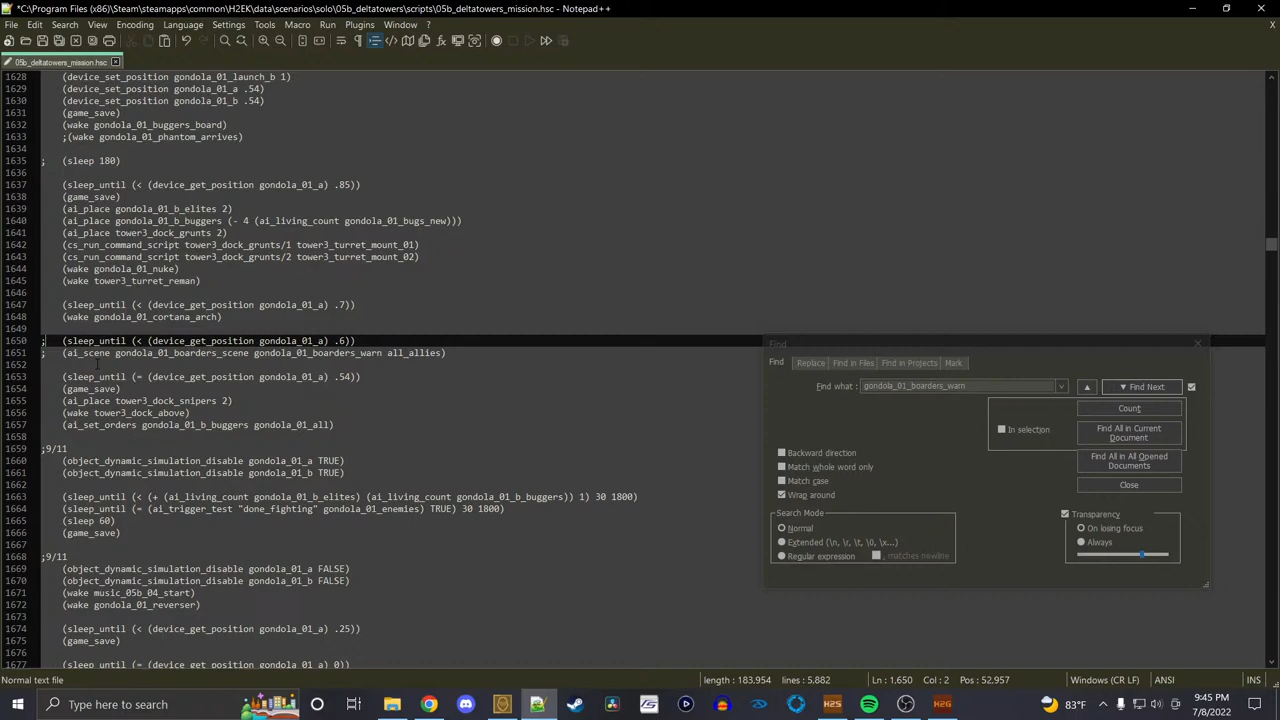 *C:\Program Files (x86)\Steam\steamapps\common\H2EK\data\scenarios\solo\05b_deltatowers\scripts\05b_deltatowers_mission.hsc - Notepad++
File Edit Search View Encoding Language Settings Tools Macro Run Plugins Window ?
X
05b_deltatowers_mission.hsc
1628 (device_set_position gondola_01_launch_b 1)
1629 (device_set_position gondola_01_a .54)
1630 (device_set_position gondola_01_b .54)
1631 (game_save)
1632 (wake gondola_01_buggers_board)
1633 ;(wake gondola_01_phantom_arrives)
1634
1635 ; (sleep 180)
1636
1637 (sleep_until (< (device_get_position gondola_01_a) .85))
1638 (game_save)
1639 (ai_place gondola_01_b_elites 2)
1640 (ai_place gondola_01_b_buggers (- 4 (ai_living_count gondola_01_bugs_new)))
1641 (ai_place tower3_dock_grunts 2)
1642 (cs_run_command_script tower3_dock_grunts/1 tower3_turret_mount_01)
1643 (cs_run_command_script tower3_dock_grunts/2 tower3_turret_mount_02)
1644 (wake gondola_01_nuke)
1645 (wake tower3_turret_reman)
1646
1647 (sleep_until (< (device_get_position gondola_01_a) .7))
1648 (wake gondola_01_cortana_arch)
1649
1650 ; (sleep_until (< (device_get_position gondola_01_a) .6))
1651 ; (ai_scene gondola_01_boarders_scene gondola_01_boarders_warn all_allies)
1652
1653 (sleep_until (= (device_get_position gondola_01_a) .54))
1654 (game_save)
1655 (ai_place tower3_dock_snipers 2)
1656 (wake tower3_dock_above)
1657 (ai_set_orders gondola_01_b_buggers gondola_01_all)
1658
1659 ;9/11
1660 (object_dynamic_simulation_disable gondola_01_a TRUE)
1661 (object_dynamic_simulation_disable gondola_01_b TRUE)
1662
1663 (sleep_until (< (+ (ai_living_count gondola_01_b_elites) (ai_living_count gondola_01_b_buggers)) 1) 30 1800)
1664 (sleep_until (= (ai_trigger_test "done_fighting" gondola_01_enemies) TRUE) 30 1800)
1665 (sleep 60)
1666 (game_save)
1667
1668 ;9/11
1669 (object_dynamic_simulation_disable gondola_01_a FALSE)
1670 (object_dynamic_simulation_disable gondola_01_b FALSE)
1671 (wake music_05b_04_start)
1672 (wake gondola_01_reverser)
1673
1674 (sleep_until (< (device_get_position gondola_01_a) .25))
1675 (game_save)
1676
1677 (sleep_until (= (device_get_position gondola_01_a) 0))
Find
Find Replace Find in Files Find in Projects Mark
Find what : gondola_01_boarders_warn ▲ ▼ Find Next
Count
In selection
Find All in Current Document
Backward direction
Find All in All Opened Documents
Match whole word only
Match case
Close
Wrap around
Search Mode
Normal
Extended (\n, \r, \t, \0, \x...)
Regular expression . matches newline
Transparency
On losing focus
Always
Normal text file length : 183,954 lines : 5,882 Ln : 1,650 Col : 2 Pos : 52,957 Windows (CR LF) ANSI INS
Type here to search
H2S
H2G
83°F
9:45 PM
7/8/2022